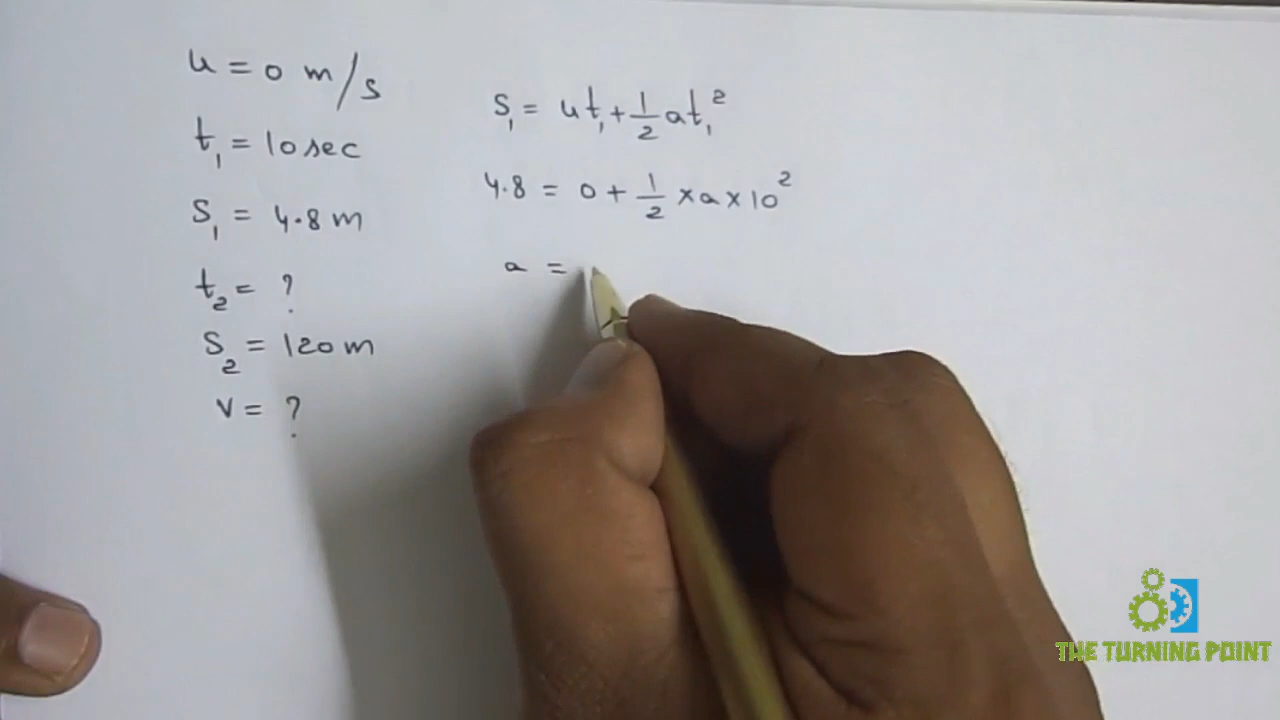 u = 0 m/s
t₁ = 10 sec
S₁ = 4.8 m
t₂ = ?
S₂ = 120 m
v = ?
S₁ = ut₁ + 1/2 at₁²
4.8 = 0 + 1/2 × a × 10²
a =
THE TURNING POINT